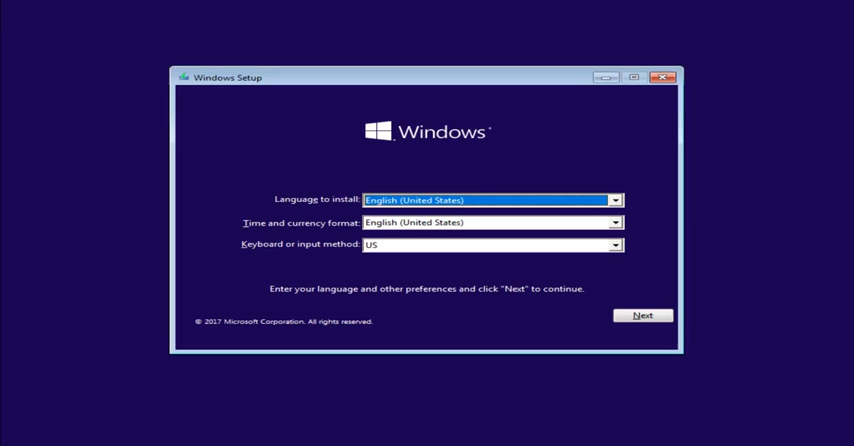 Windows Setup
Windows
Language to install: English (United States)
Time and currency format: English (United States)
Keyboard or input method: US
Enter your language and other preferences and click "Next" to continue.
Next
© 2017 Microsoft Corporation. All rights reserved.